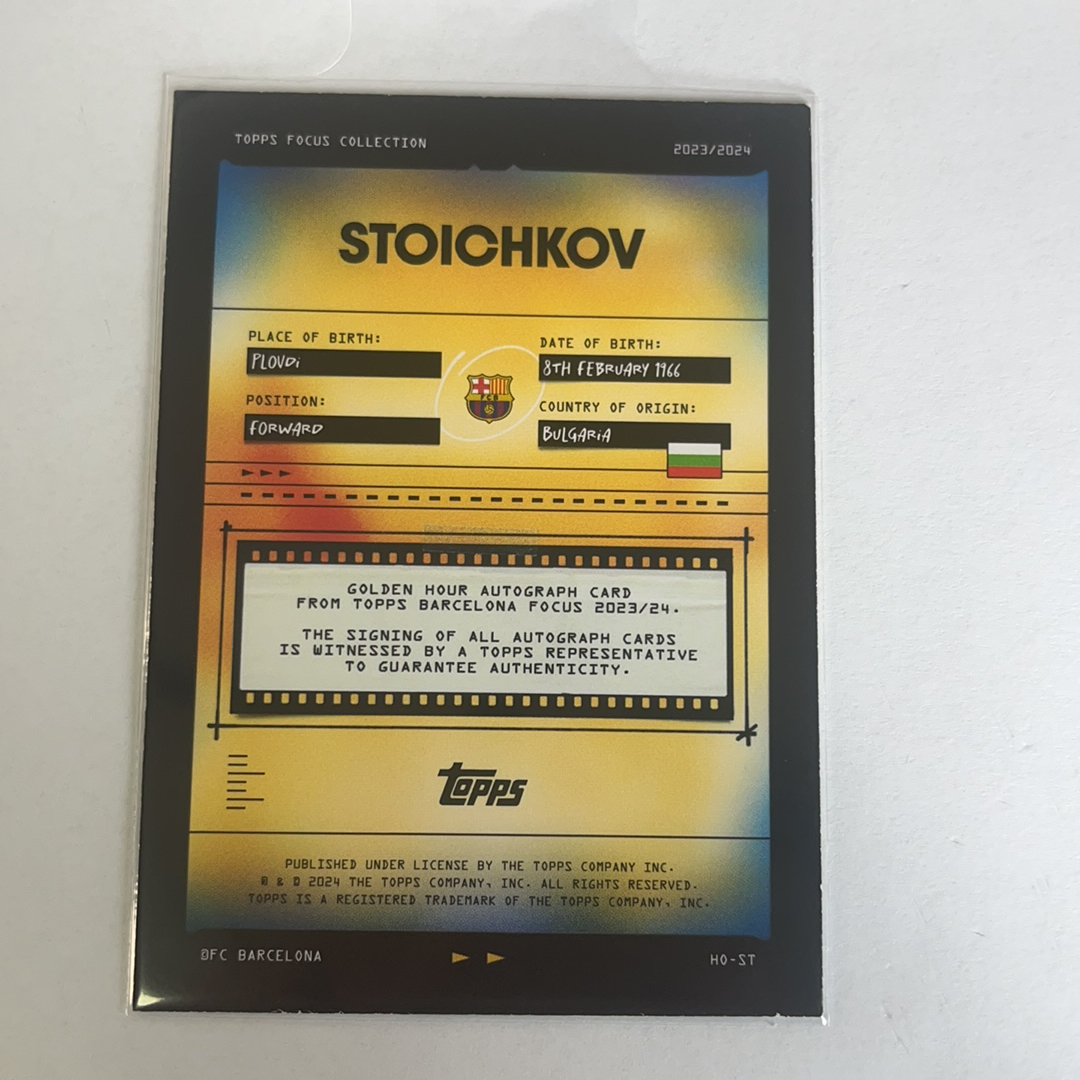 TOPPS FOCUS COLLECTION
2023/2024
STOICHKOV
PLACE OF BIRTH:
PLOVDi
DATE OF BIRTH:
8TH FEBRUARY 1966
FCB
POSITION:
FORWARD
COUNTRY OF ORIGIN:
BULGARiA
GOLDEN HOUR AUTOGRAPH CARD
FROM TOPPS BARCELONA FOCUS 2023/24.
THE SIGNING OF ALL AUTOGRAPH CARDS
IS WITNESSED BY A TOPPS REPRESENTATIVE
TO GUARANTEE AUTHENTICITY.
topps
PUBLISHED UNDER LICENSE BY THE TOPPS COMPANY INC.
® & © 2024 THE TOPPS COMPANY, INC. ALL RIGHTS RESERVED.
TOPPS IS A REGISTERED TRADEMARK OF THE TOPPS COMPANY, INC.
©FC BARCELONA
HO-ST